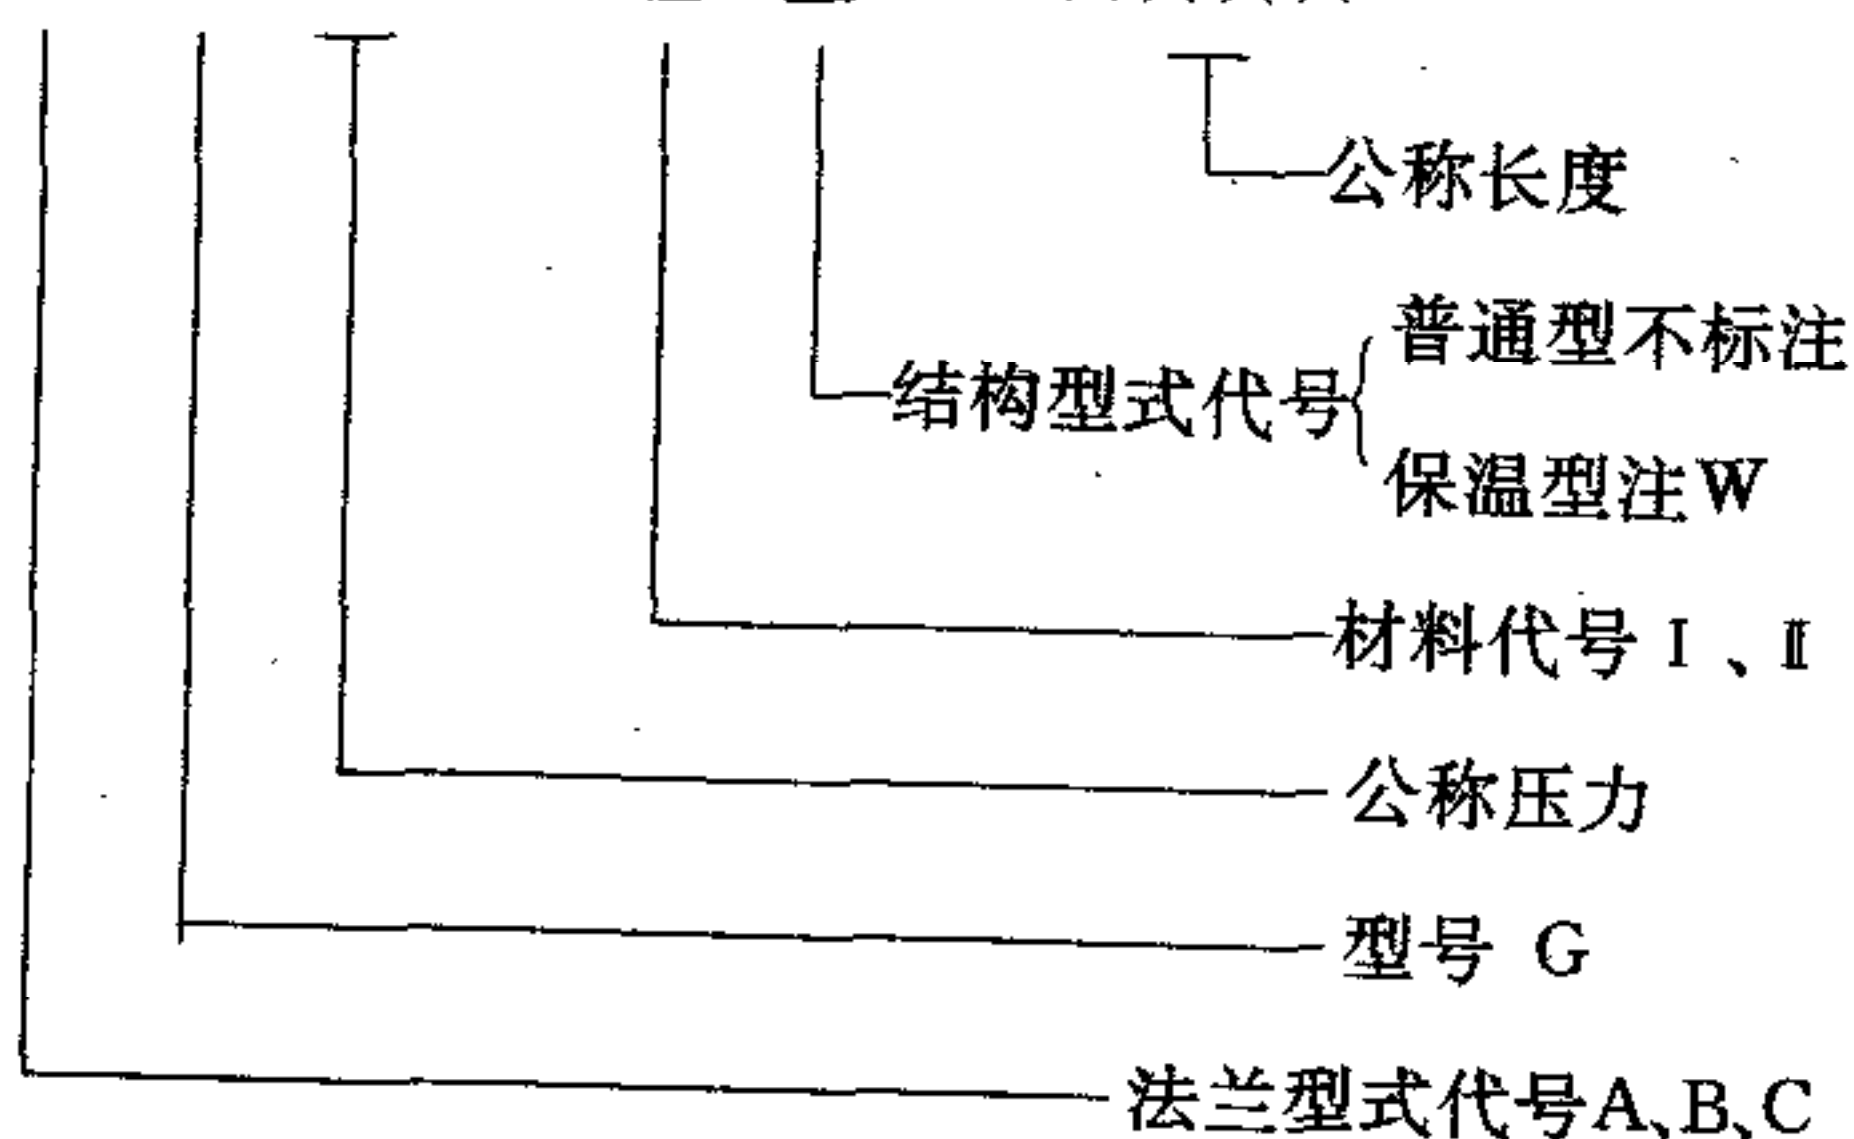 公称长度
普通型不标注
结构型式代号
保温型注W
材料代号Ⅰ、Ⅱ
公称压力
型号 G
法兰型式代号A、B、C